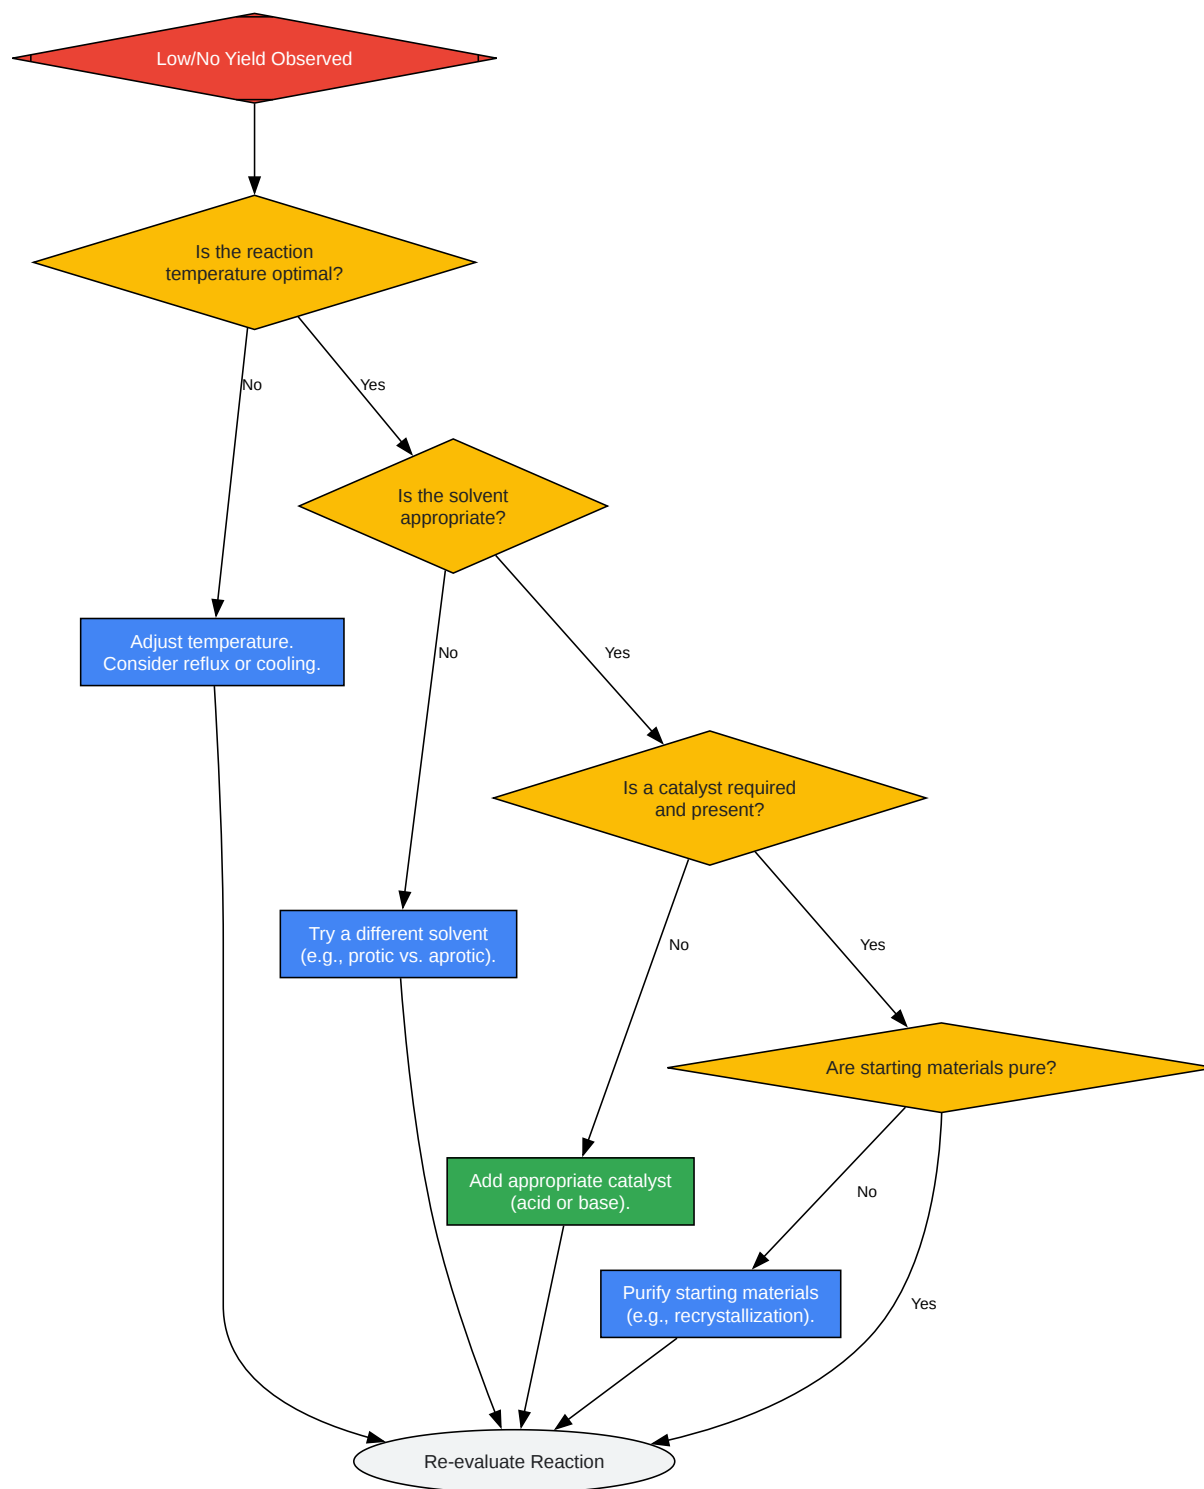 Low/No Yield Observed
Is the reaction
temperature optimal?
No
Yes
Is the solvent
appropriate?
Adjust temperature.
Consider reflux or cooling.
No
Yes
Is a catalyst required
and present?
Try a different solvent
(e.g., protic vs. aprotic).
No
Yes
Are starting materials pure?
Add appropriate catalyst
(acid or base).
No
Purify starting materials
(e.g., recrystallization).
Yes
Re-evaluate Reaction